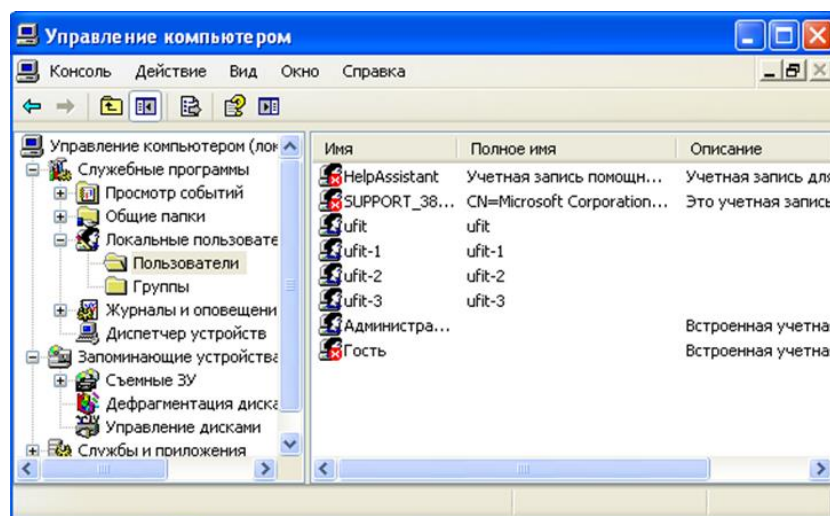 Управление компьютером
Консоль Действие Вид Окно Справка
Управление компьютером (лок
Служебные программы
Просмотр событий
Общие папки
Локальные пользовате
Пользователи
Группы
Журналы и оповещени
Диспетчер устройств
Запоминающие устройства
Съемные ЗУ
Дефрагментация диска
Управление дисками
Службы и приложения
Имя Полное имя Описание
HelpAssistant Учетная запись помощн... Учетная запись для
SUPPORT_38... CN=Microsoft Corporation... Это учетная запись
ufit ufit
ufit-1 ufit-1
ufit-2 ufit-2
ufit-3 ufit-3
Администра... Встроенная учетна
Гость Встроенная учетна